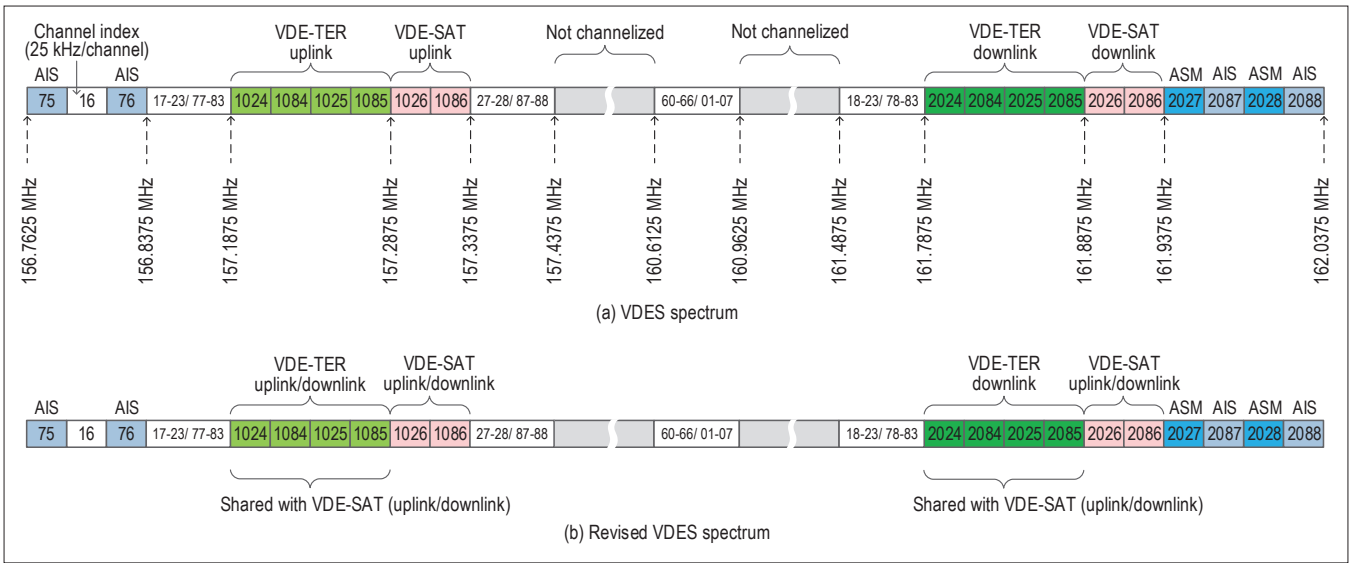 Channel index
(25 kHz/channel)
VDE-TER
uplink
VDE-SAT
uplink
Not channelized
Not channelized
VDE-TER
downlink
VDE-SAT
downlink
AIS AIS ASM AIS ASM AIS
75 16 76 17-23/ 77-83 1024 1084 1025 1085 1026 1086 27-28/ 87-88 60-66/ 01-07 18-23/ 78-83 2024 2084 2025 2085 2026 2086 2027 2087 2028 2088
156.7625 MHz
156.8375 MHz
157.1875 MHz
157.2875 MHz
157.3375 MHz
157.4375 MHz
160.6125 MHz
160.9625 MHz
161.4875 MHz
161.7875 MHz
161.8875 MHz
161.9375 MHz
162.0375 MHz
(a) VDES spectrum
VDE-TER
uplink/downlink
VDE-SAT
uplink/downlink
VDE-TER
downlink
VDE-SAT
uplink/downlink
AIS AIS ASM AIS ASM AIS
75 16 76 17-23/ 77-83 1024 1084 1025 1085 1026 1086 27-28/ 87-88 60-66/ 01-07 18-23/ 78-83 2024 2084 2025 2085 2026 2086 2027 2087 2028 2088
Shared with VDE-SAT (uplink/downlink)
Shared with VDE-SAT (uplink/downlink)
(b) Revised VDES spectrum